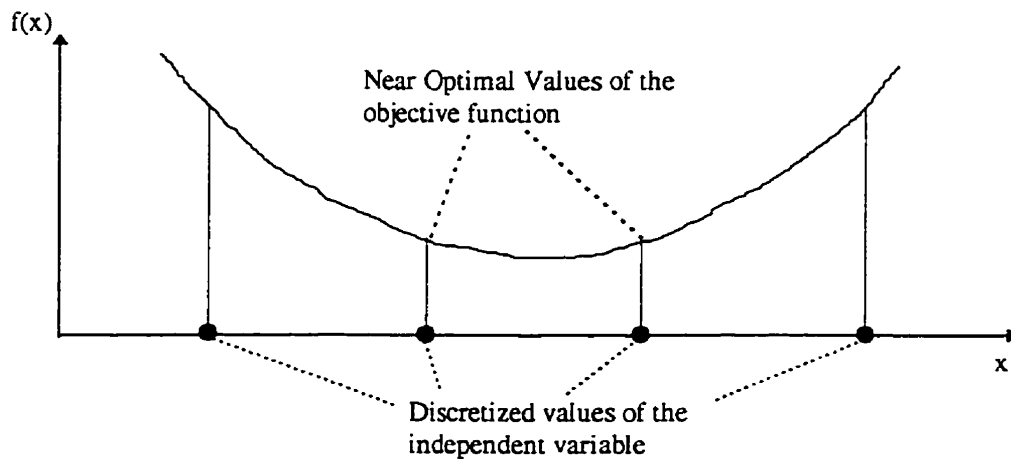 f(x)
Near Optimal Values of the
objective function
x
Discretized values of the
independent variable